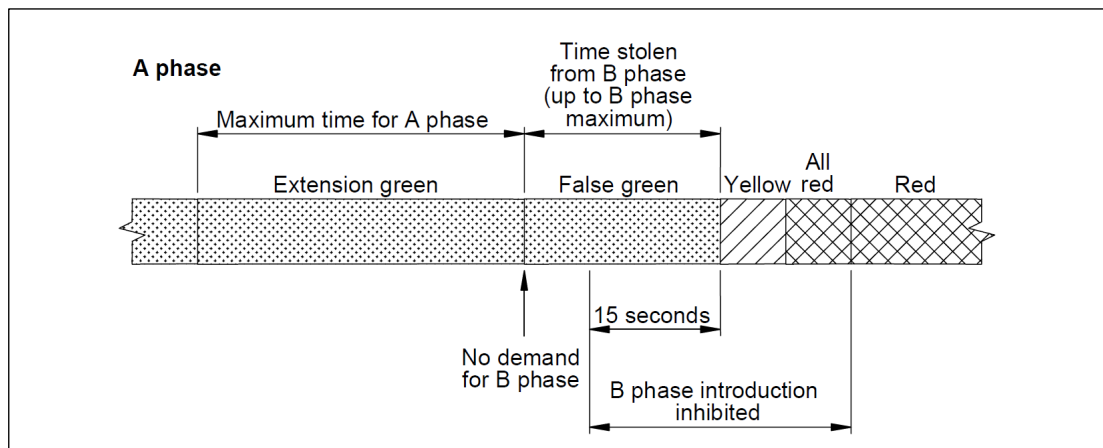 A phase
Time stolen
from B phase
(up to B phase
maximum)
Maximum time for A phase
Extension green
False green
Yellow
All
red
Red
15 seconds
No demand
for B phase
B phase introduction
inhibited